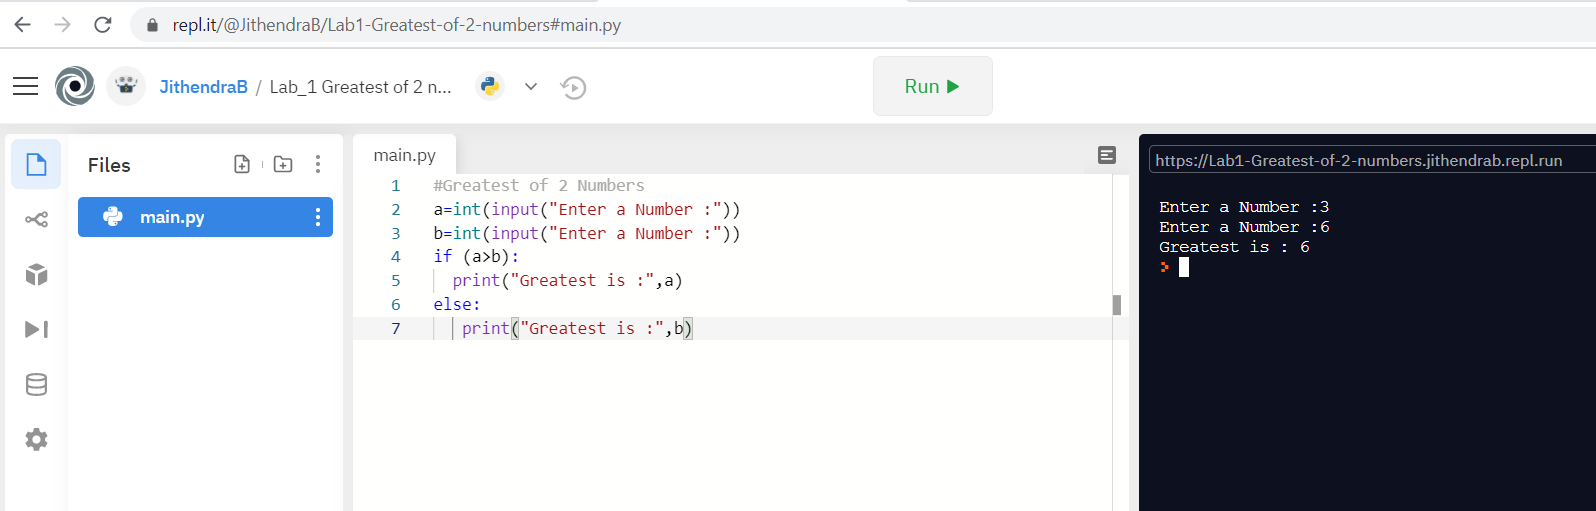 repl.it/@JithendraB/Lab1-Greatest-of-2-numbers#main.py
JithendraB / Lab_1 Greatest of 2 n...
Run
Files
main.py
main.py
1 #Greatest of 2 Numbers
2 a=int(input("Enter a Number :"))
3 b=int(input("Enter a Number :"))
4 if (a>b):
5   print("Greatest is :",a)
6 else:
7    print("Greatest is :",b)
https://Lab1-Greatest-of-2-numbers.jithendrab.repl.run
Enter a Number :3
Enter a Number :6
Greatest is : 6
>